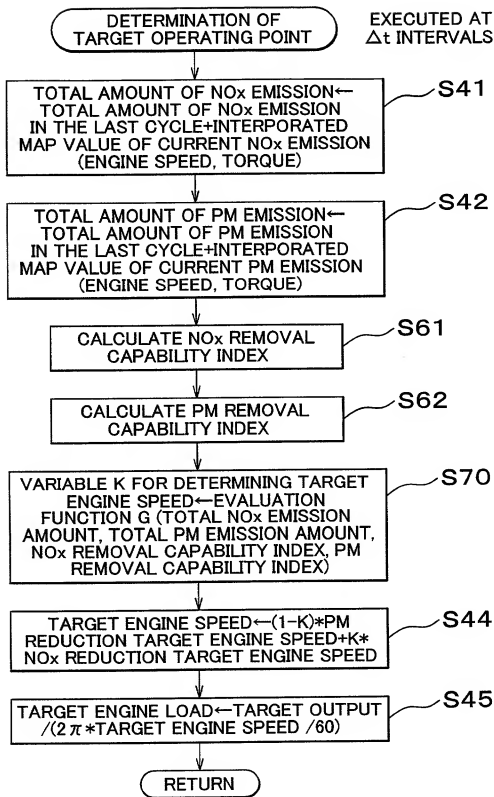 DETERMINATION OF
TARGET OPERATING POINT
EXECUTED AT
Δt INTERVALS
S41
TOTAL AMOUNT OF NOx EMISSION←
TOTAL AMOUNT OF NOx EMISSION
IN THE LAST CYCLE+INTERPORATED
MAP VALUE OF CURRENT NOx EMISSION
(ENGINE SPEED, TORQUE)
S42
TOTAL AMOUNT OF PM EMISSION←
TOTAL AMOUNT OF PM EMISSION
IN THE LAST CYCLE+INTERPORATED
MAP VALUE OF CURRENT PM EMISSION
(ENGINE SPEED, TORQUE)
S61
CALCULATE NOx REMOVAL
CAPABILITY INDEX
S62
CALCULATE PM REMOVAL
CAPABILITY INDEX
S70
VARIABLE K FOR DETERMINING TARGET
ENGINE SPEED←EVALUATION
FUNCTION G (TOTAL NOx EMISSION
AMOUNT, TOTAL PM EMISSION AMOUNT,
NOx REMOVAL CAPABILITY INDEX, PM
REMOVAL CAPABILITY INDEX)
S44
TARGET ENGINE SPEED←(1-K)*PM
REDUCTION TARGET ENGINE SPEED+K*
NOx REDUCTION TARGET ENGINE SPEED
S45
TARGET ENGINE LOAD←TARGET OUTPUT
/(2π*TARGET ENGINE SPEED /60)
RETURN